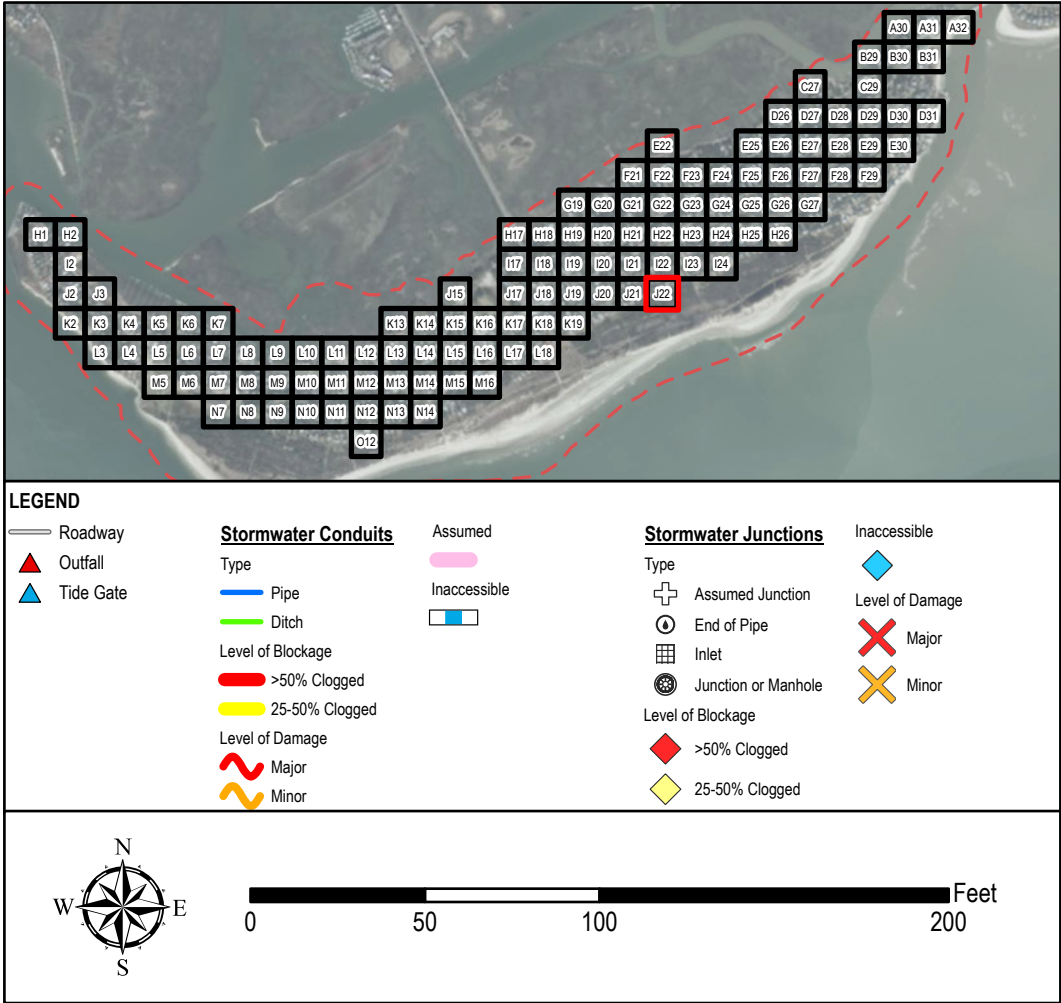 A30 A31 A32
B29 B30 B31
C27 C29
D26 D27 D28 D29 D30 D31
E22 E25 E26 E27 E28 E29 E30
F21 F22 F23 F24 F25 F26 F27 F28 F29
G19 G20 G21 G22 G23 G24 G25 G26 G27
H1 H2 H17 H18 H19 H20 H21 H22 H23 H24 H25 H26
I2 I17 I18 I19 I20 I21 I22 I23 I24
J2 J3 J15 J17 J18 J19 J20 J21 J22
K2 K3 K4 K5 K6 K7 K13 K14 K15 K16 K17 K18 K19
L3 L4 L5 L6 L7 L8 L9 L10 L11 L12 L13 L14 L15 L16 L17 L18
M5 M6 M7 M8 M9 M10 M11 M12 M13 M14 M15 M16
N7 N8 N9 N10 N11 N12 N13 N14
O12
LEGEND
Roadway
Outfall
Tide Gate
Stormwater Conduits
Type
Pipe
Ditch
Level of Blockage
>50% Clogged
25-50% Clogged
Level of Damage
Major
Minor
Assumed
Inaccessible
Stormwater Junctions
Type
Assumed Junction
End of Pipe
Inlet
Junction or Manhole
Level of Blockage
>50% Clogged
25-50% Clogged
Inaccessible
Level of Damage
Major
Minor
N
W E
S
Feet
0 50 100 200